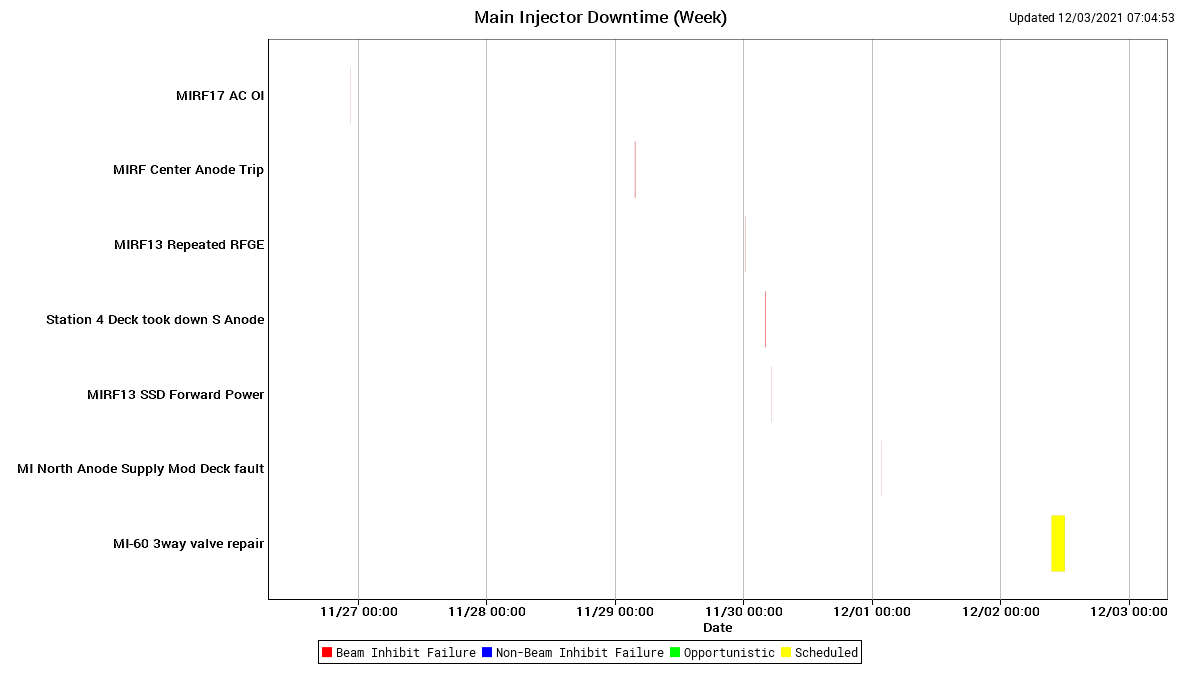 Main Injector Downtime (Week)
Updated 12/03/2021 07:04:53
MIRF17 AC OI
MIRF Center Anode Trip
MIRF13 Repeated RFGE
Station 4 Deck took down S Anode
MIRF13 SSD Forward Power
MI North Anode Supply Mod Deck fault
MI-60 3way valve repair
11/27 00:00 11/28 00:00 11/29 00:00 11/30 00:00 12/01 00:00 12/02 00:00 12/03 00:00
Date
Beam Inhibit Failure Non-Beam Inhibit Failure Opportunistic Scheduled